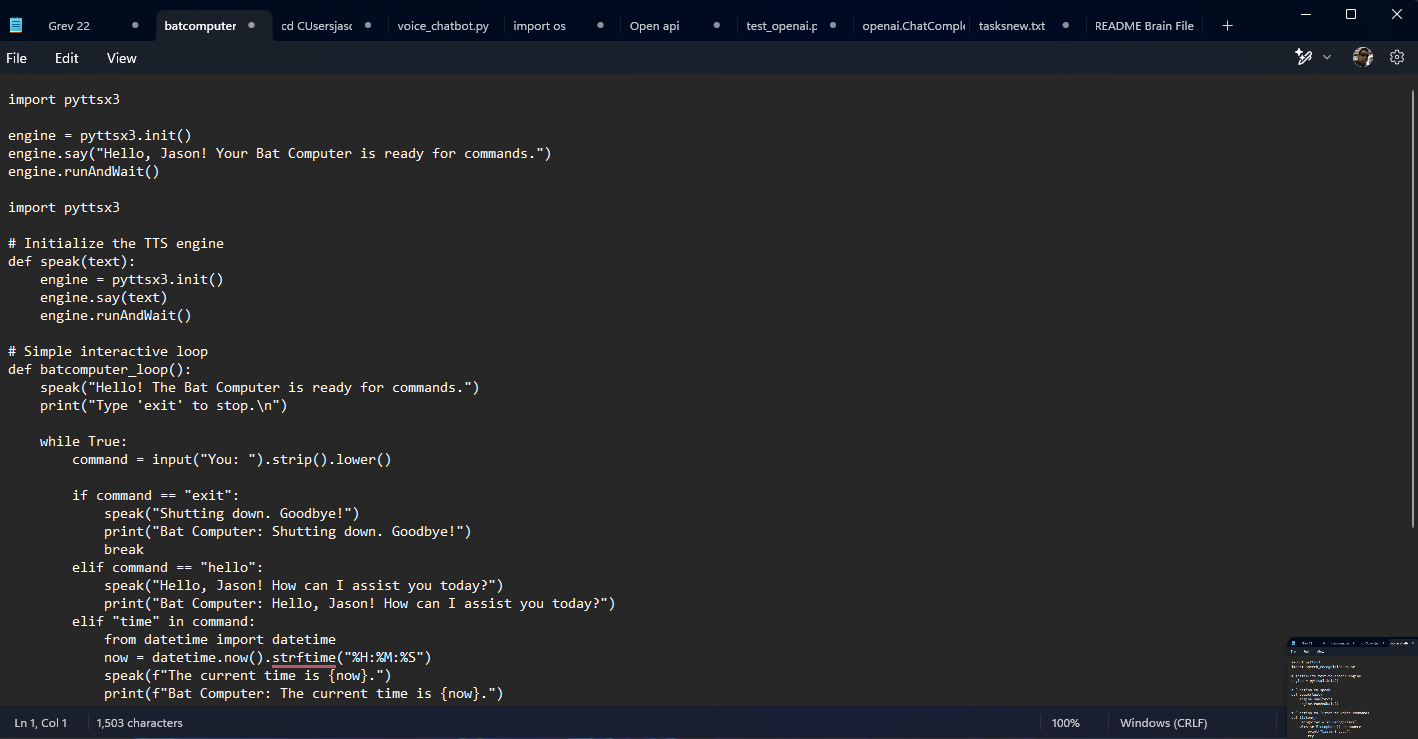 Grev 22
batcomputer
cd CUsersjasc
voice_chatbot.py
import os
Open api
test_openai.p
openai.ChatComple
tasksnew.txt
README Brain File
File Edit View
import pyttsx3
engine = pyttsx3.init()
engine.say("Hello, Jason! Your Bat Computer is ready for commands.")
engine.runAndWait()
import pyttsx3
# Initialize the TTS engine
def speak(text):
    engine = pyttsx3.init()
    engine.say(text)
    engine.runAndWait()
# Simple interactive loop
def batcomputer_loop():
    speak("Hello! The Bat Computer is ready for commands.")
    print("Type 'exit' to stop.\n")
    while True:
        command = input("You: ").strip().lower()
        if command == "exit":
            speak("Shutting down. Goodbye!")
            print("Bat Computer: Shutting down. Goodbye!")
            break
        elif command == "hello":
            speak("Hello, Jason! How can I assist you today?")
            print("Bat Computer: Hello, Jason! How can I assist you today?")
        elif "time" in command:
            from datetime import datetime
            now = datetime.now().strftime("%H:%M:%S")
            speak(f"The current time is {now}.")
            print(f"Bat Computer: The current time is {now}.")
Ln 1, Col 1
1,503 characters
100%
Windows (CRLF)